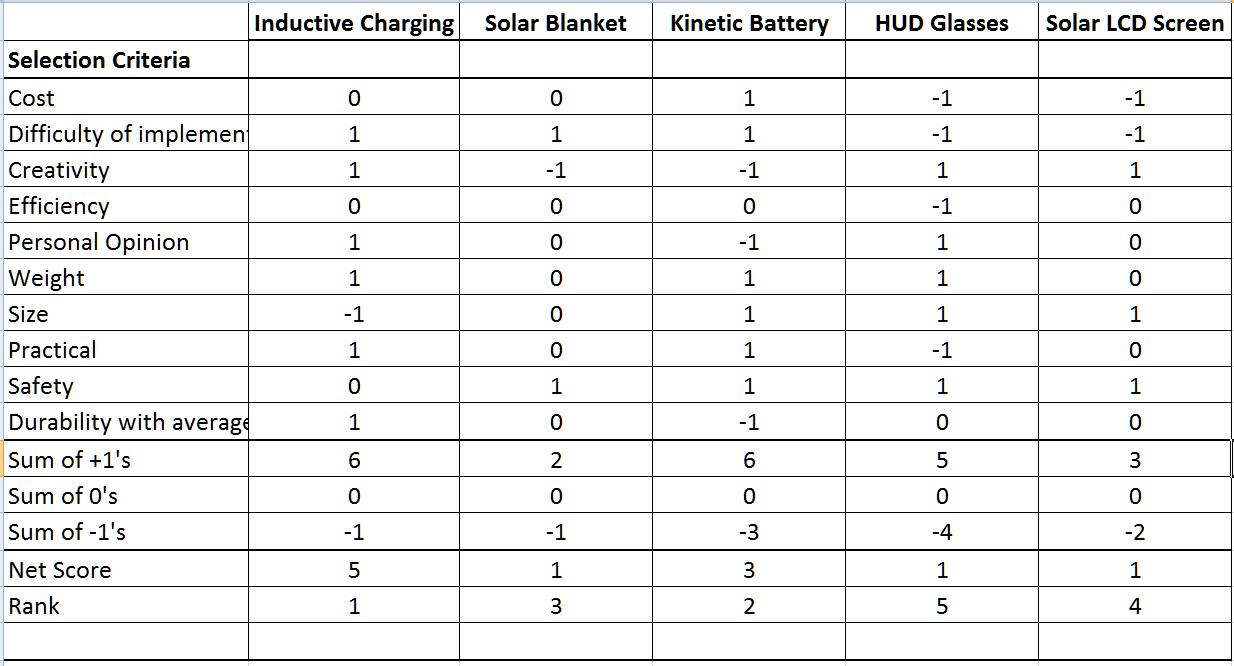 Inductive Charging Solar Blanket Kinetic Battery HUD Glasses Solar LCD Screen
Selection Criteria
Cost 0 0 1 -1 -1
Difficulty of implemen 1 1 1 -1 -1
Creativity 1 -1 -1 1 1
Efficiency 0 0 0 -1 0
Personal Opinion 1 0 -1 1 0
Weight 1 0 1 1 0
Size -1 0 1 1 1
Practical 1 0 1 -1 0
Safety 0 1 1 1 1
Durability with average 1 0 -1 0 0
Sum of +1's 6 2 6 5 3
Sum of 0's 0 0 0 0 0
Sum of -1's -1 -1 -3 -4 -2
Net Score 5 1 3 1 1
Rank 1 3 2 5 4